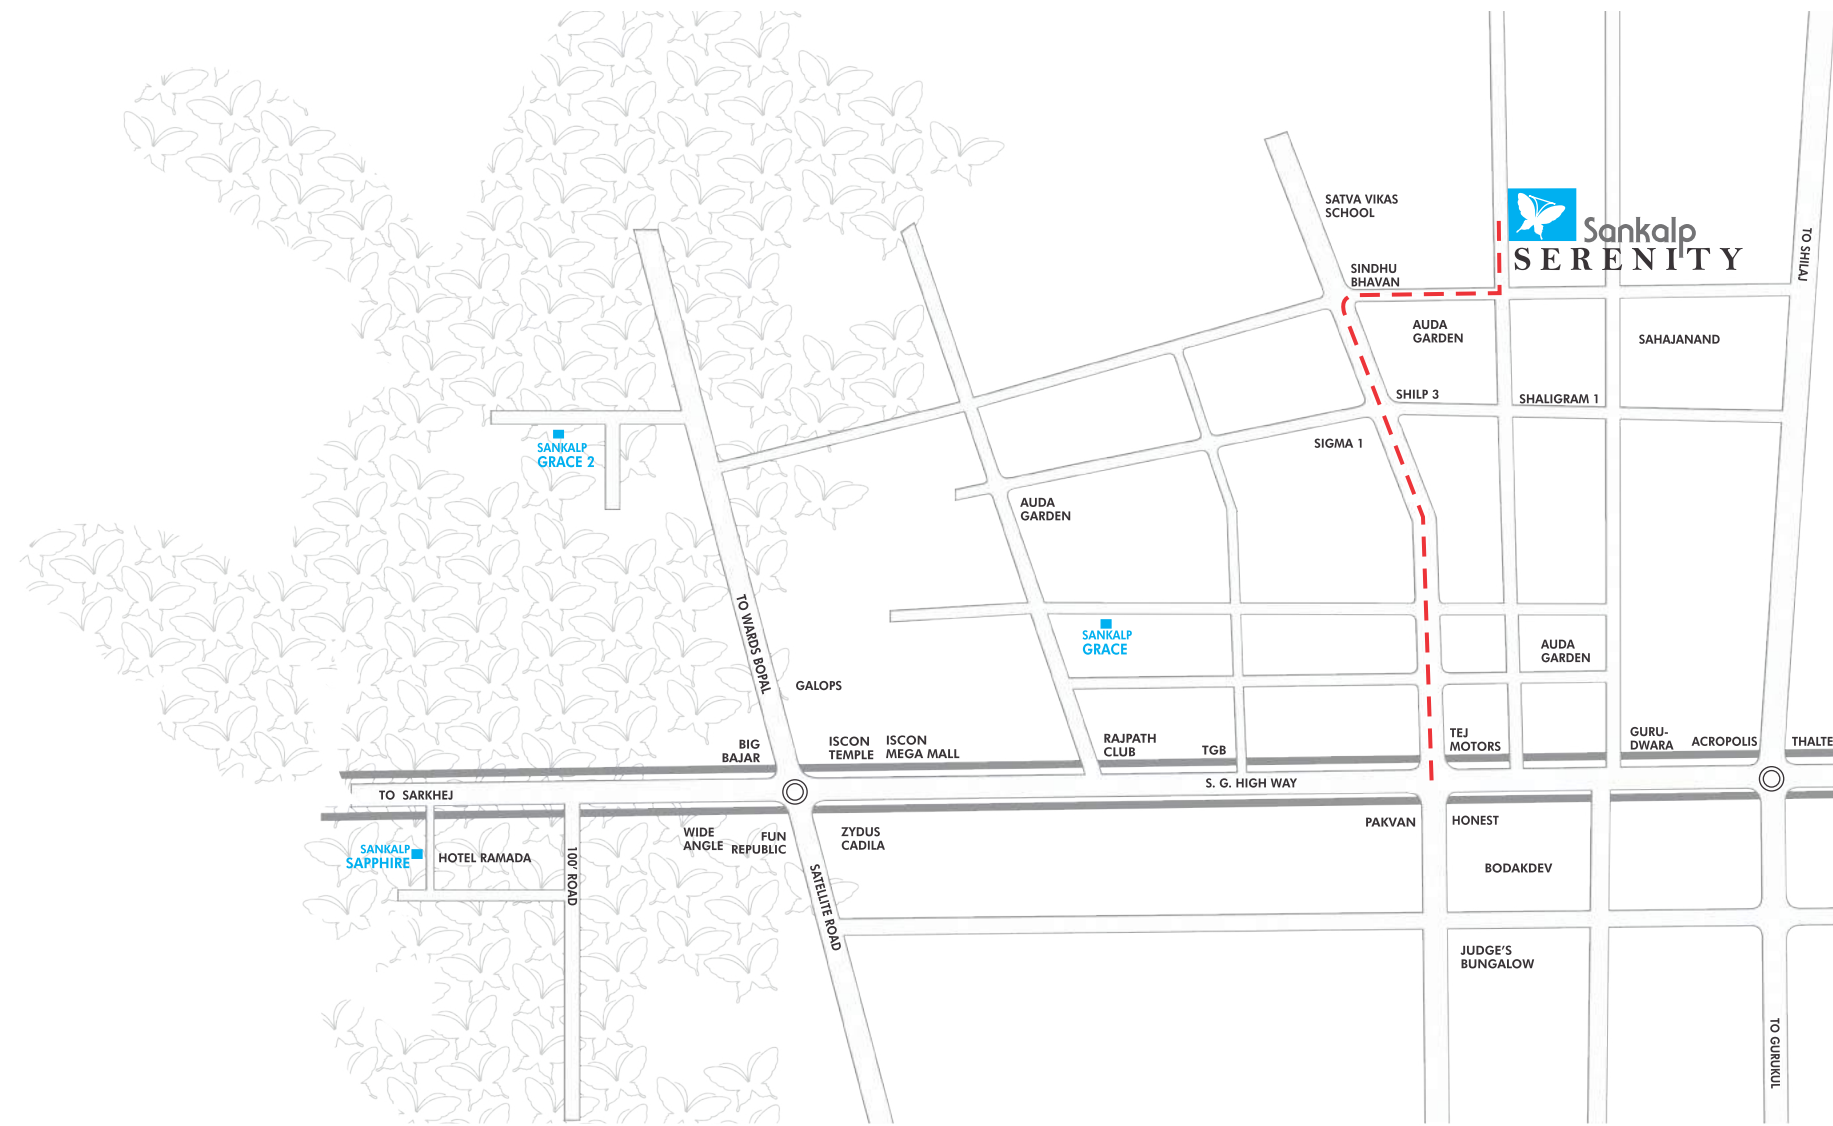 SATVA VIKAS
SCHOOL
Sankalp
SERENITY
TO SHILAJ
SINDHU
BHAVAN
AUDA
GARDEN
SAHAJANAND
SHILP 3
SHALIGRAM 1
SIGMA 1
SANKALP
GRACE 2
AUDA
GARDEN
TO WARDS BOPAL
SANKALP
GRACE
AUDA
GARDEN
GALOPS
BIG
BAJAR
ISCON
TEMPLE
ISCON
MEGA MALL
RAJPATH
CLUB
TGB
TEJ
MOTORS
GURU-
DWARA
ACROPOLIS
THALTE
TO SARKHEJ
S. G. HIGH WAY
WIDE
ANGLE
FUN
REPUBLIC
ZYDUS
CADILA
PAKVAN
HONEST
SANKALP
SAPPHIRE
HOTEL RAMADA
100' ROAD
SATELLITE ROAD
BODAKDEV
JUDGE'S
BUNGALOW
TO GURUKUL